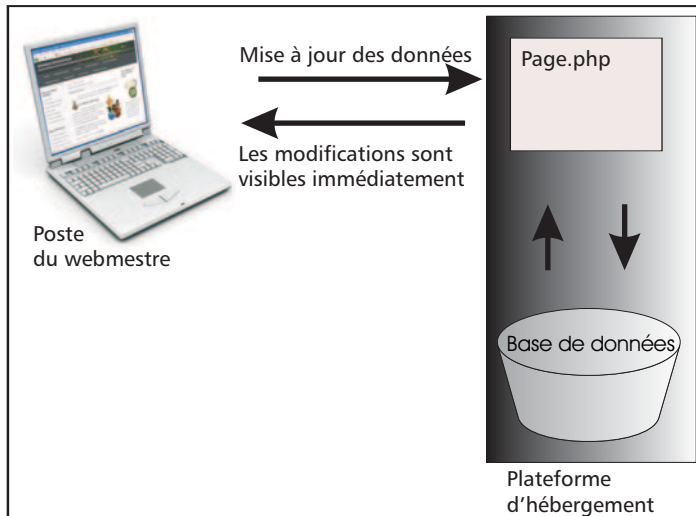 Mise à jour des données
Les modifications sont
visibles immédiatement
Poste
du webmestre
Page.php
Base de données
Plateforme
d’hébergement